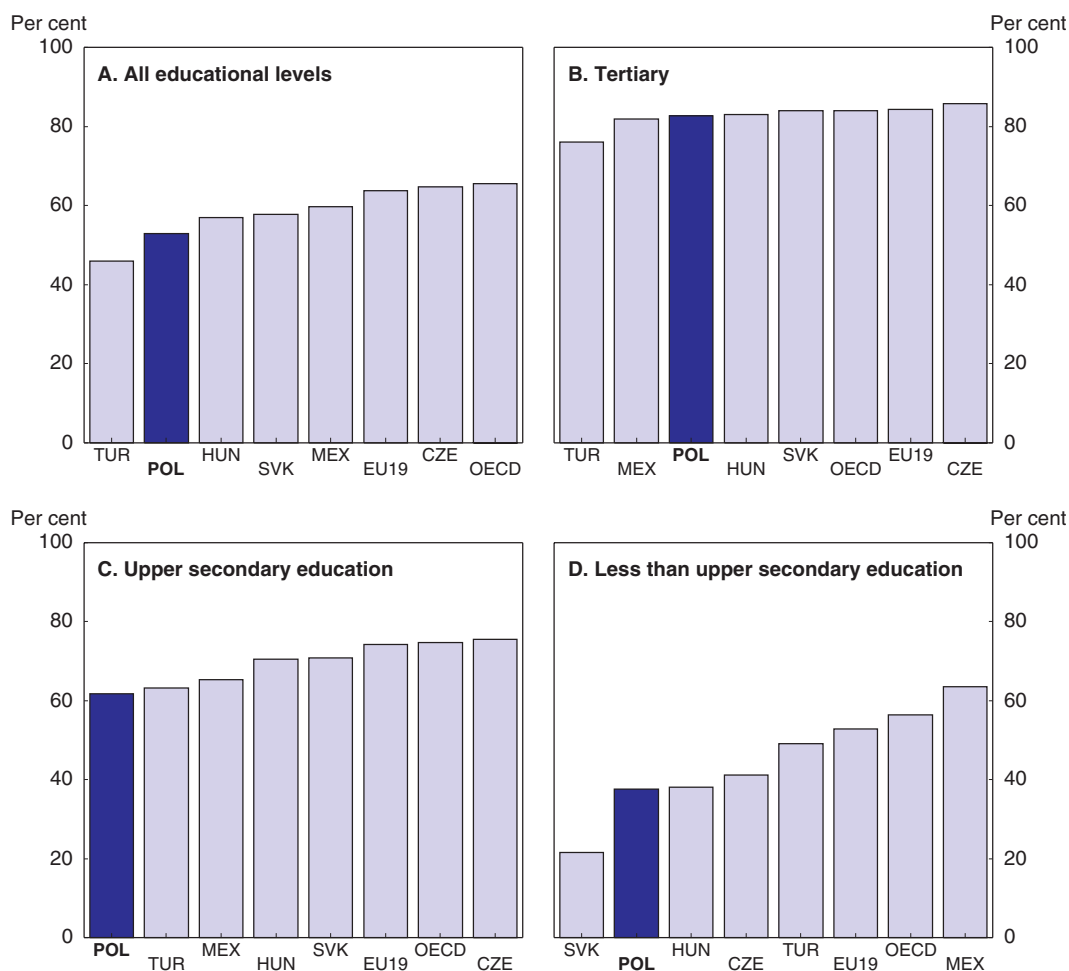 Per cent
Per cent
100
100
A. All educational levels
B. Tertiary
80
80
60
60
40
40
20
20
0
0
TUR
POL
HUN
SVK
MEX
EU19
CZE
OECD
TUR
MEX
POL
HUN
SVK
OECD
EU19
CZE
Per cent
Per cent
100
100
C. Upper secondary education
D. Less than upper secondary education
80
80
60
60
40
40
20
20
0
0
POL
TUR
MEX
HUN
SVK
EU19
OECD
CZE
SVK
POL
HUN
CZE
TUR
EU19
OECD
MEX